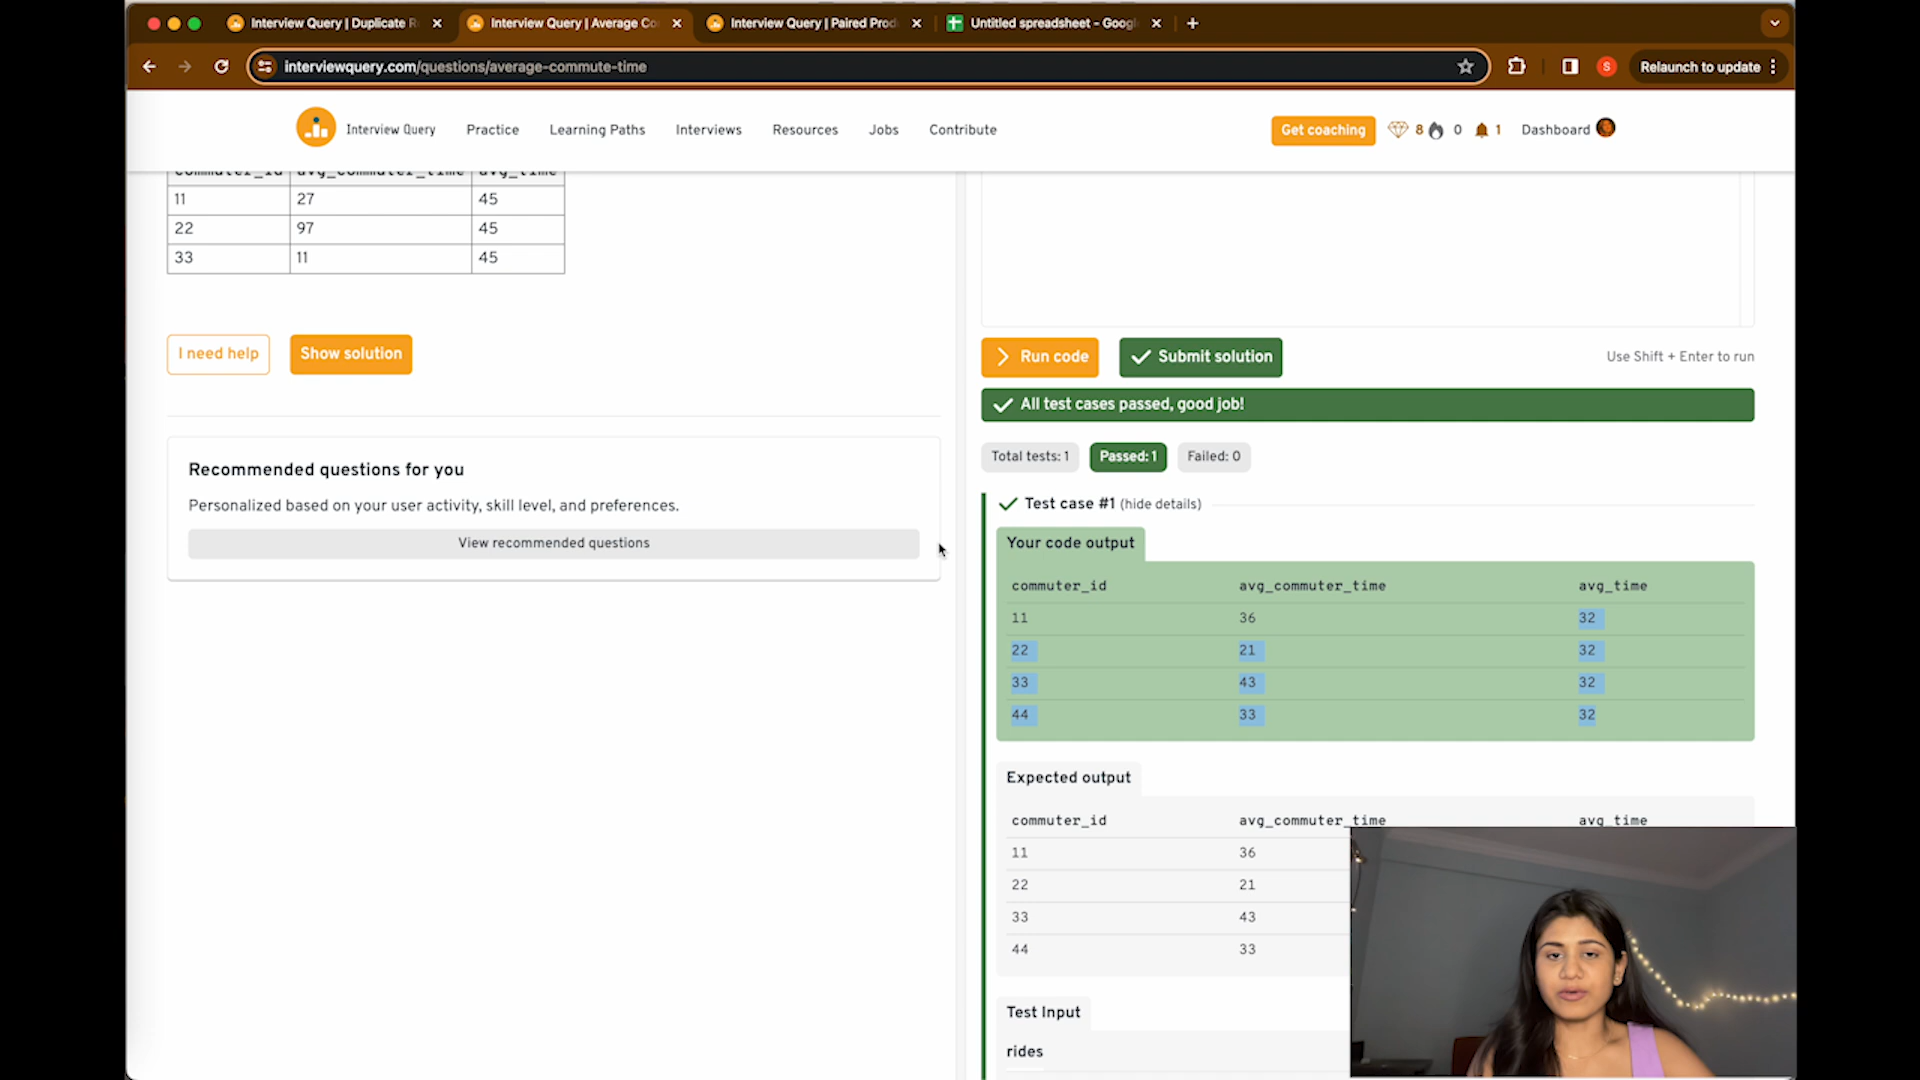 Interview Query | Duplicate R
Interview Query | Average Co
Interview Query | Paired Prod
Untitled spreadsheet - Googl
interviewquery.com/questions/average-commute-time
S
Relaunch to update
Interview Query
Practice
Learning Paths
Interviews
Resources
Jobs
Contribute
Get coaching
8
0
1
Dashboard
commuter_id avg_commuter_time avg_time
11 27 45
22 97 45
33 11 45
I need help
Show solution
Recommended questions for you
Personalized based on your user activity, skill level, and preferences.
View recommended questions
Run code
Submit solution
Use Shift + Enter to run
All test cases passed, good job!
Total tests: 1
Passed: 1
Failed: 0
Test case #1 (hide details)
Your code output
commuter_id avg_commuter_time avg_time
11 36 32
22 21 32
33 43 32
44 33 32
Expected output
commuter_id avg_commuter_time avg_time
11 36
22 21
33 43
44 33
Test Input
rides